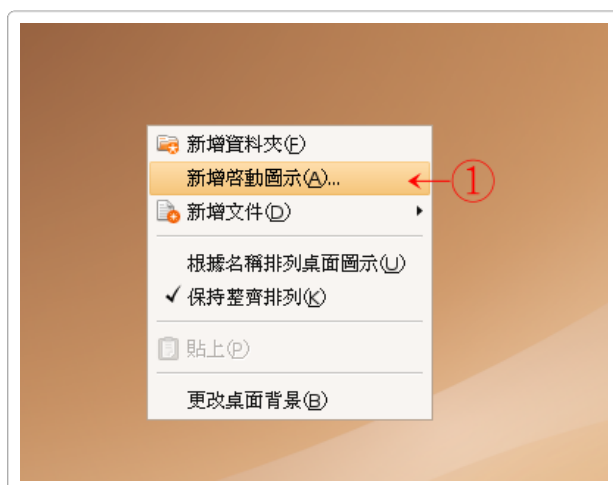 新增資料夾(F)
新增啓動圖示(A)...
①
新增文件(D)
根據名稱排列桌面圖示(U)
保持整齊排列(K)
貼上(P)
更改桌面背景(B)